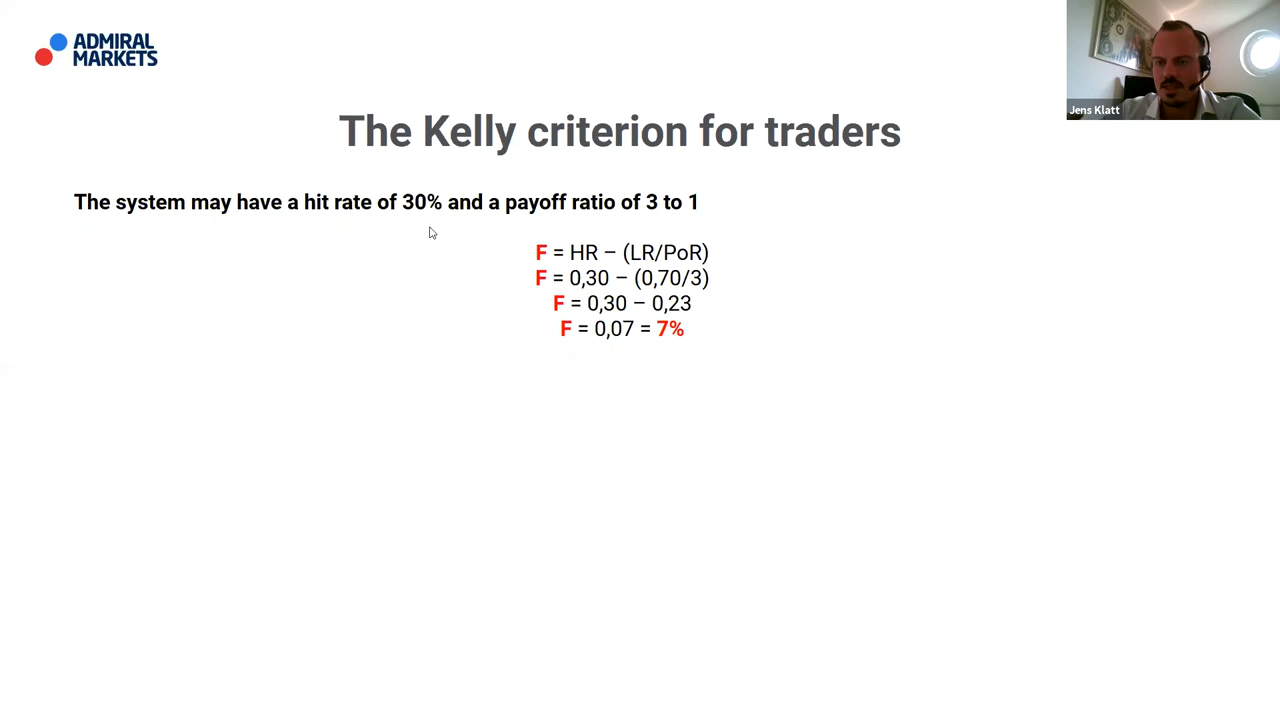 ADMIRAL
MARKETS
Jens Klatt
The Kelly criterion for traders
The system may have a hit rate of 30% and a payoff ratio of 3 to 1
F = HR – (LR/PoR)
F = 0,30 – (0,70/3)
F = 0,30 – 0,23
F = 0,07 = 7%